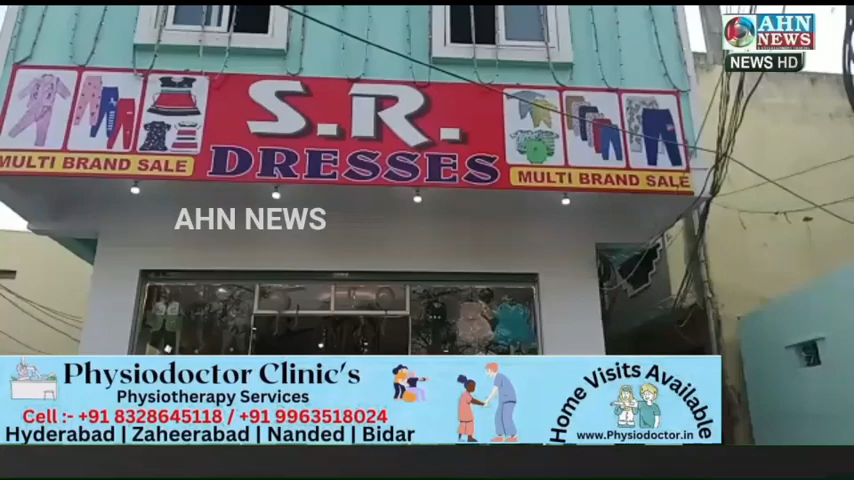 AHN
NEWS
NEWS HD
S.R.
DRESSES
MULTI BRAND SALE
MULTI BRAND SALE
AHN NEWS
Physiodoctor Clinic's
Physiotherapy Services
Cell :- +91 8328645118 / +91 9963518024
Hyderabad | Zaheerabad | Nanded | Bidar
Home Visits Available
www.Physiodoctor.in